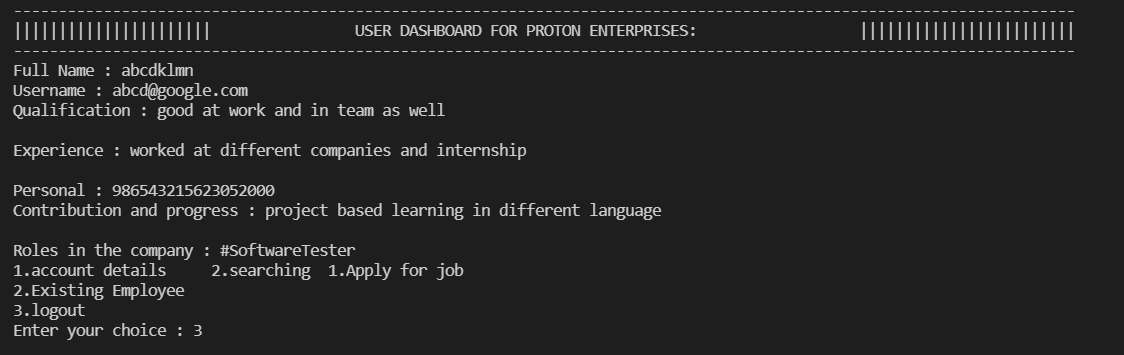 ----------------------------------------------------------------------------------------------------------------------
|||||||||||||||||||||| USER DASHBOARD FOR PROTON ENTERPRISES: ||||||||||||||||||||||||
----------------------------------------------------------------------------------------------------------------------
Full Name : abcdklmn
Username : abcd@google.com
Qualification : good at work and in team as well
Experience : worked at different companies and internship
Personal : 986543215623052000
Contribution and progress : project based learning in different language
Roles in the company : #SoftwareTester
1.account details     2.searching  1.Apply for job
2.Existing Employee
3.logout
Enter your choice : 3